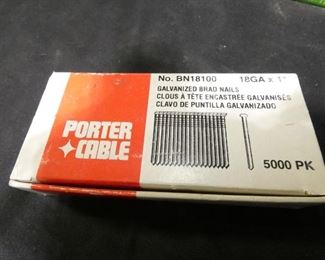 No. BN18100 18GA x 1"
GALVANIZED BRAD NAILS
CLOUS À TÊTE ENCASTRÉE GALVANISÉS
CLAVO DE PUNTILLA GALVANIZADO
PORTER
CABLE
5000 PK